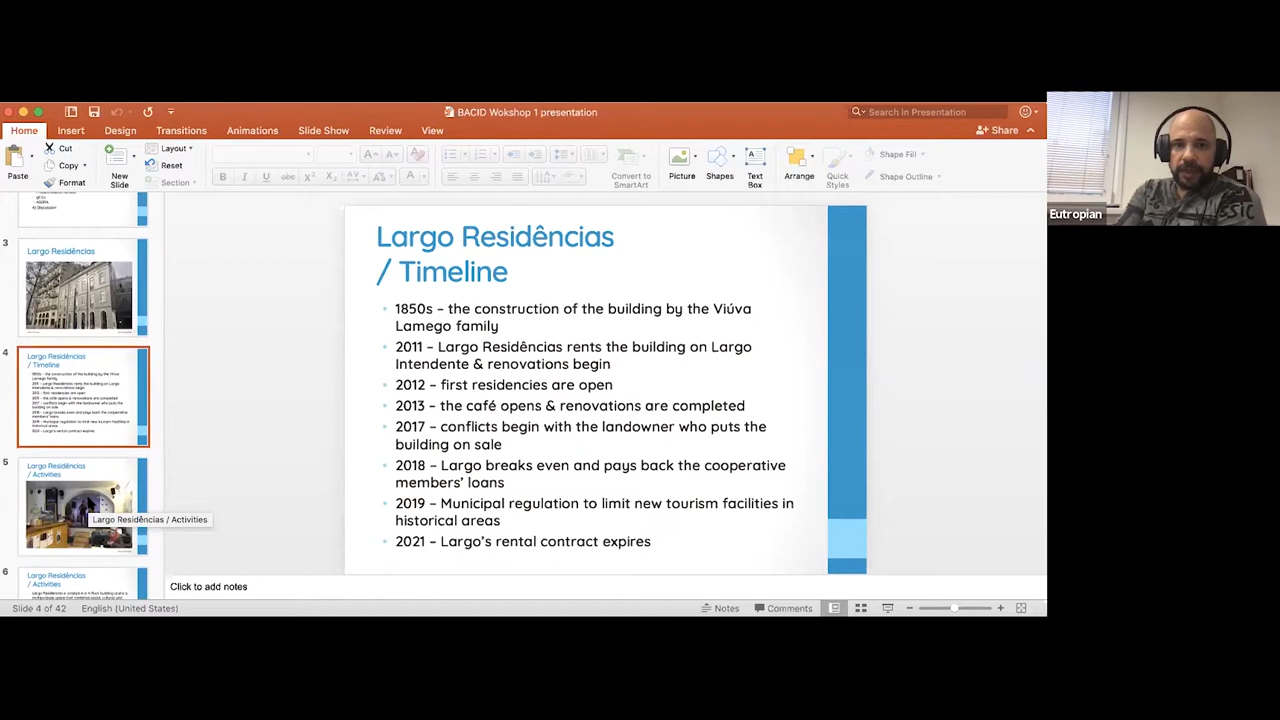 BACID Wokshop 1 presentation
Search in Presentation
Home
Insert
Design
Transitions
Animations
Slide Show
Review
View
Share
Paste
Cut
Copy
Format
New
Slide
Layout
Reset
Section
B I U
Convert to
SmartArt
Picture
Shapes
Text
Box
Arrange
Quick
Styles
Shape Fill
Shape Outline
Eutropian
4) Discussion
3
Largo Residências
4
Largo Residências
/ Timeline
5
Largo Residências
/ Activities
Largo Residências / Activities
6
Largo Residências
/ Activities
Largo Residências
/ Timeline
1850s – the construction of the building by the Viúva
Lamego family
2011 – Largo Residências rents the building on Largo
Intendente & renovations begin
2012 – first residencies are open
2013 – the café opens & renovations are completed
2017 – conflicts begin with the landowner who puts the
building on sale
2018 – Largo breaks even and pays back the cooperative
members' loans
2019 – Municipal regulation to limit new tourism facilities in
historical areas
2021 – Largo's rental contract expires
Click to add notes
Slide 4 of 42
English (United States)
Notes
Comments